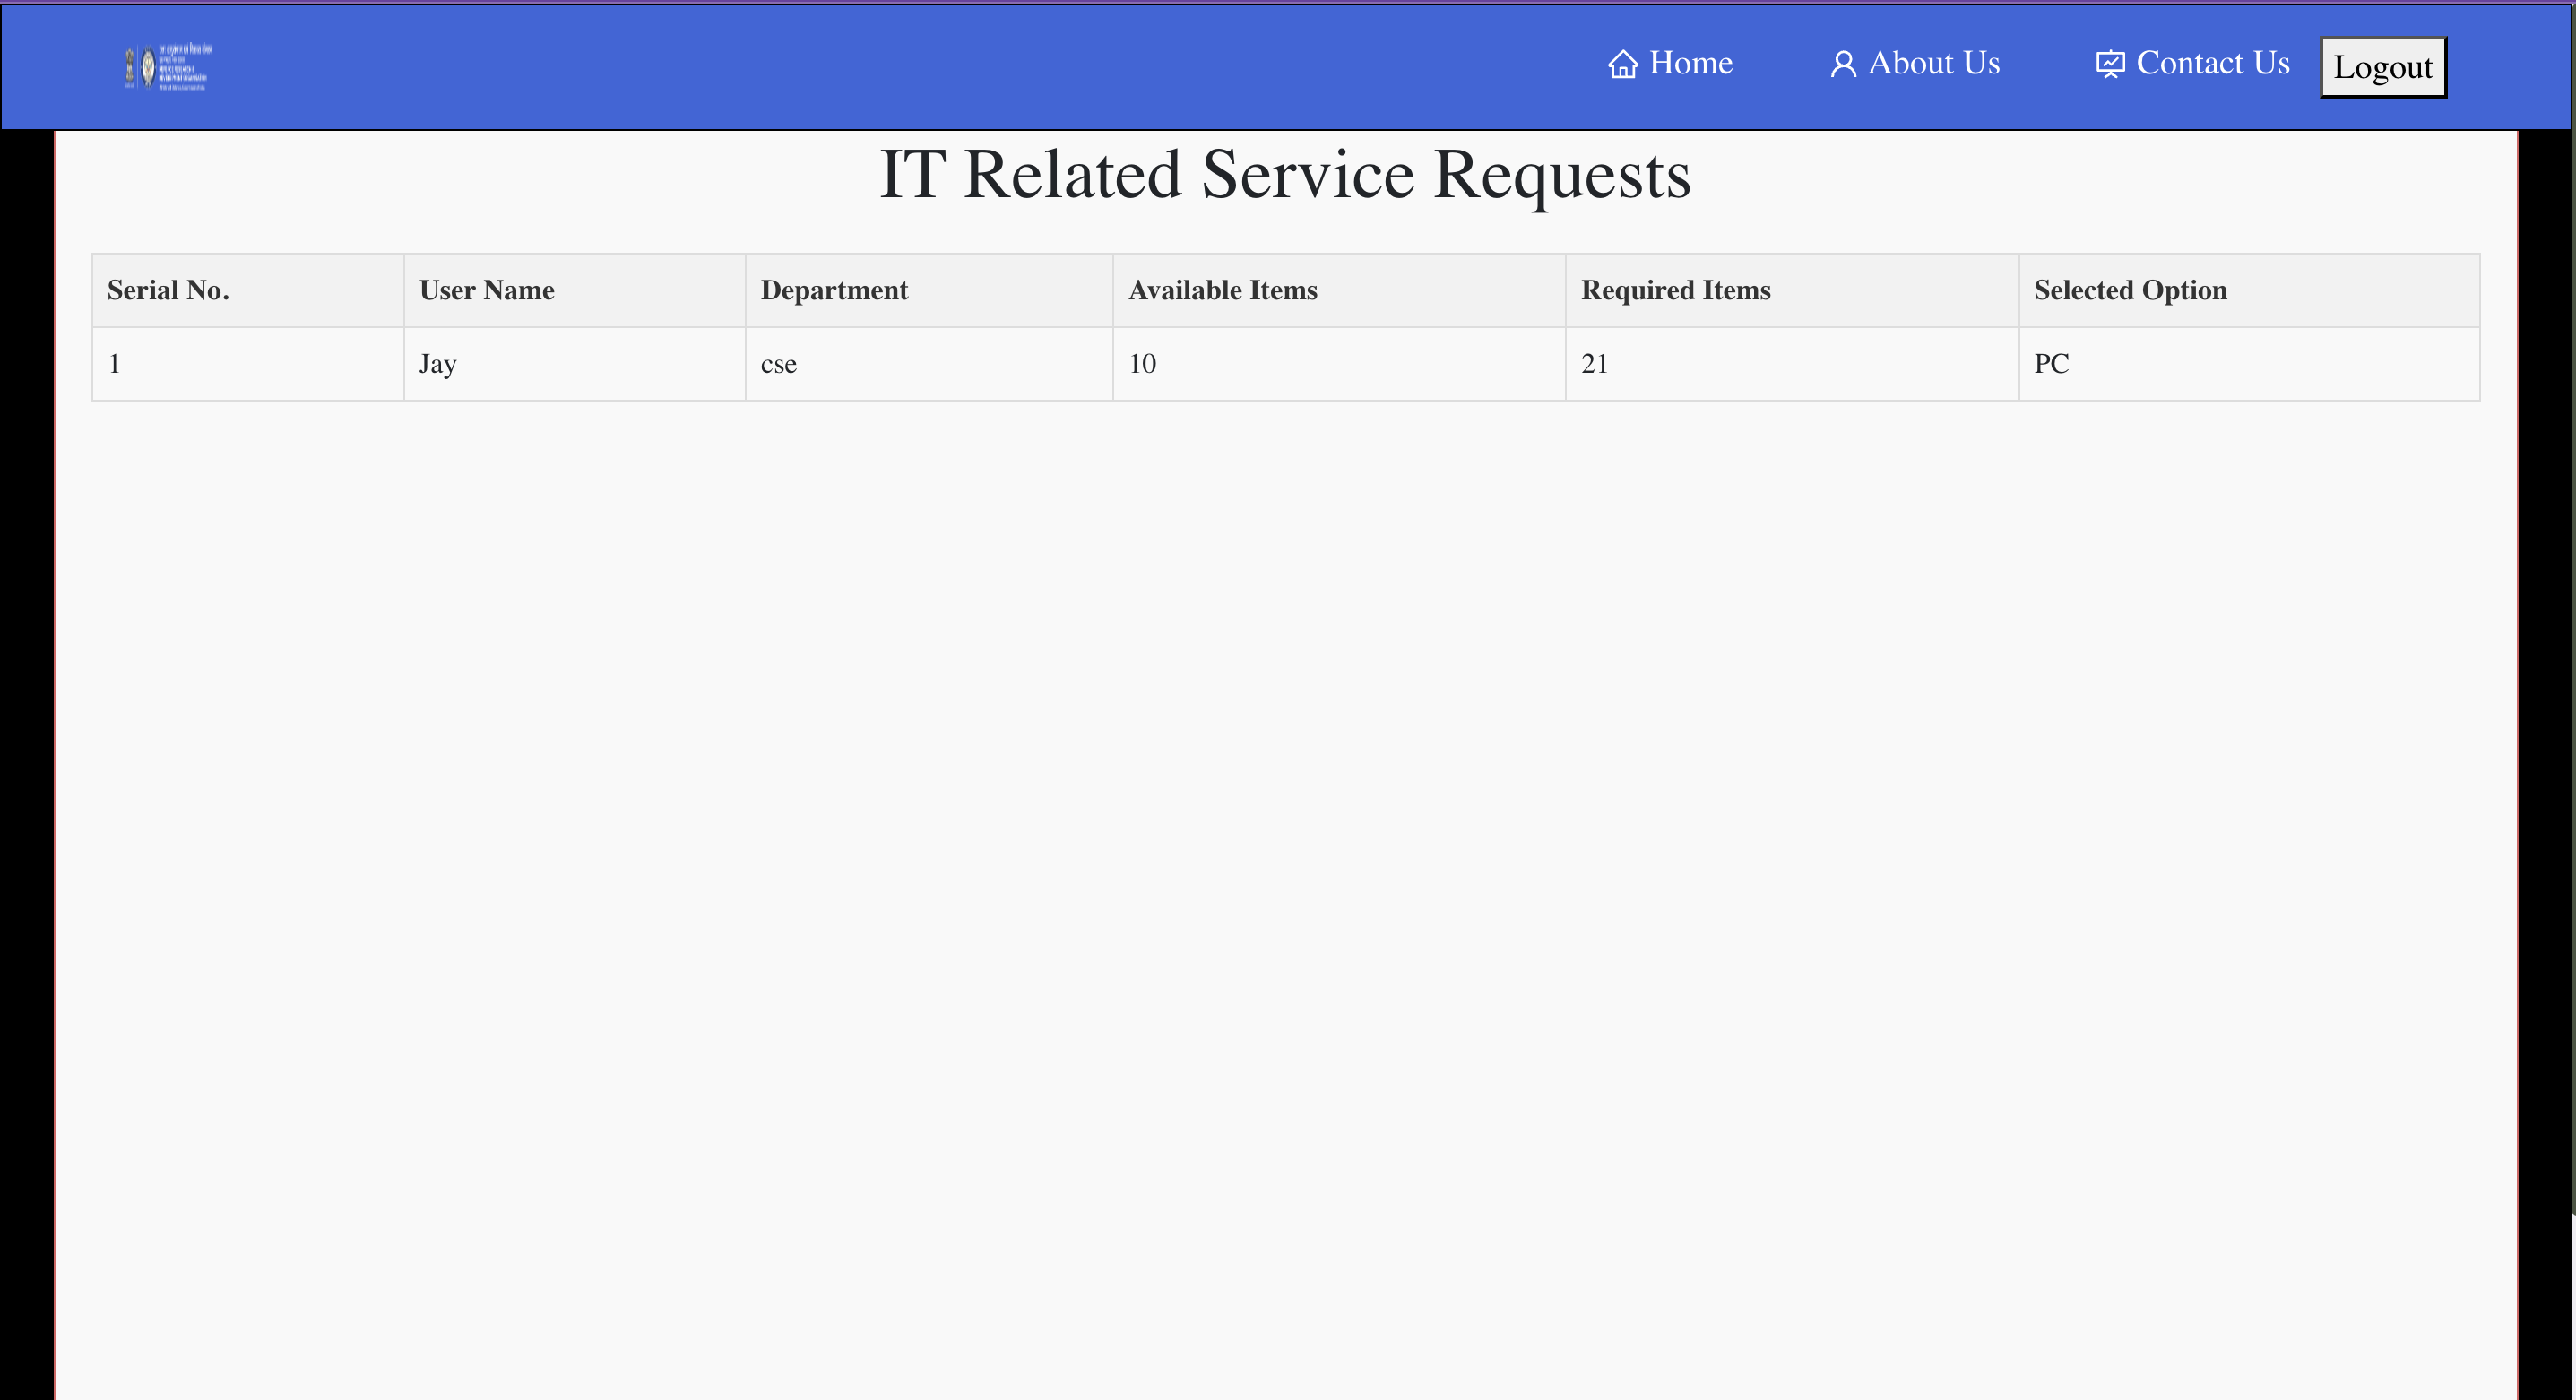 Home
About Us
Contact Us
Logout
IT Related Service Requests
Serial No. User Name Department Available Items Required Items Selected Option
1 Jay cse 10 21 PC